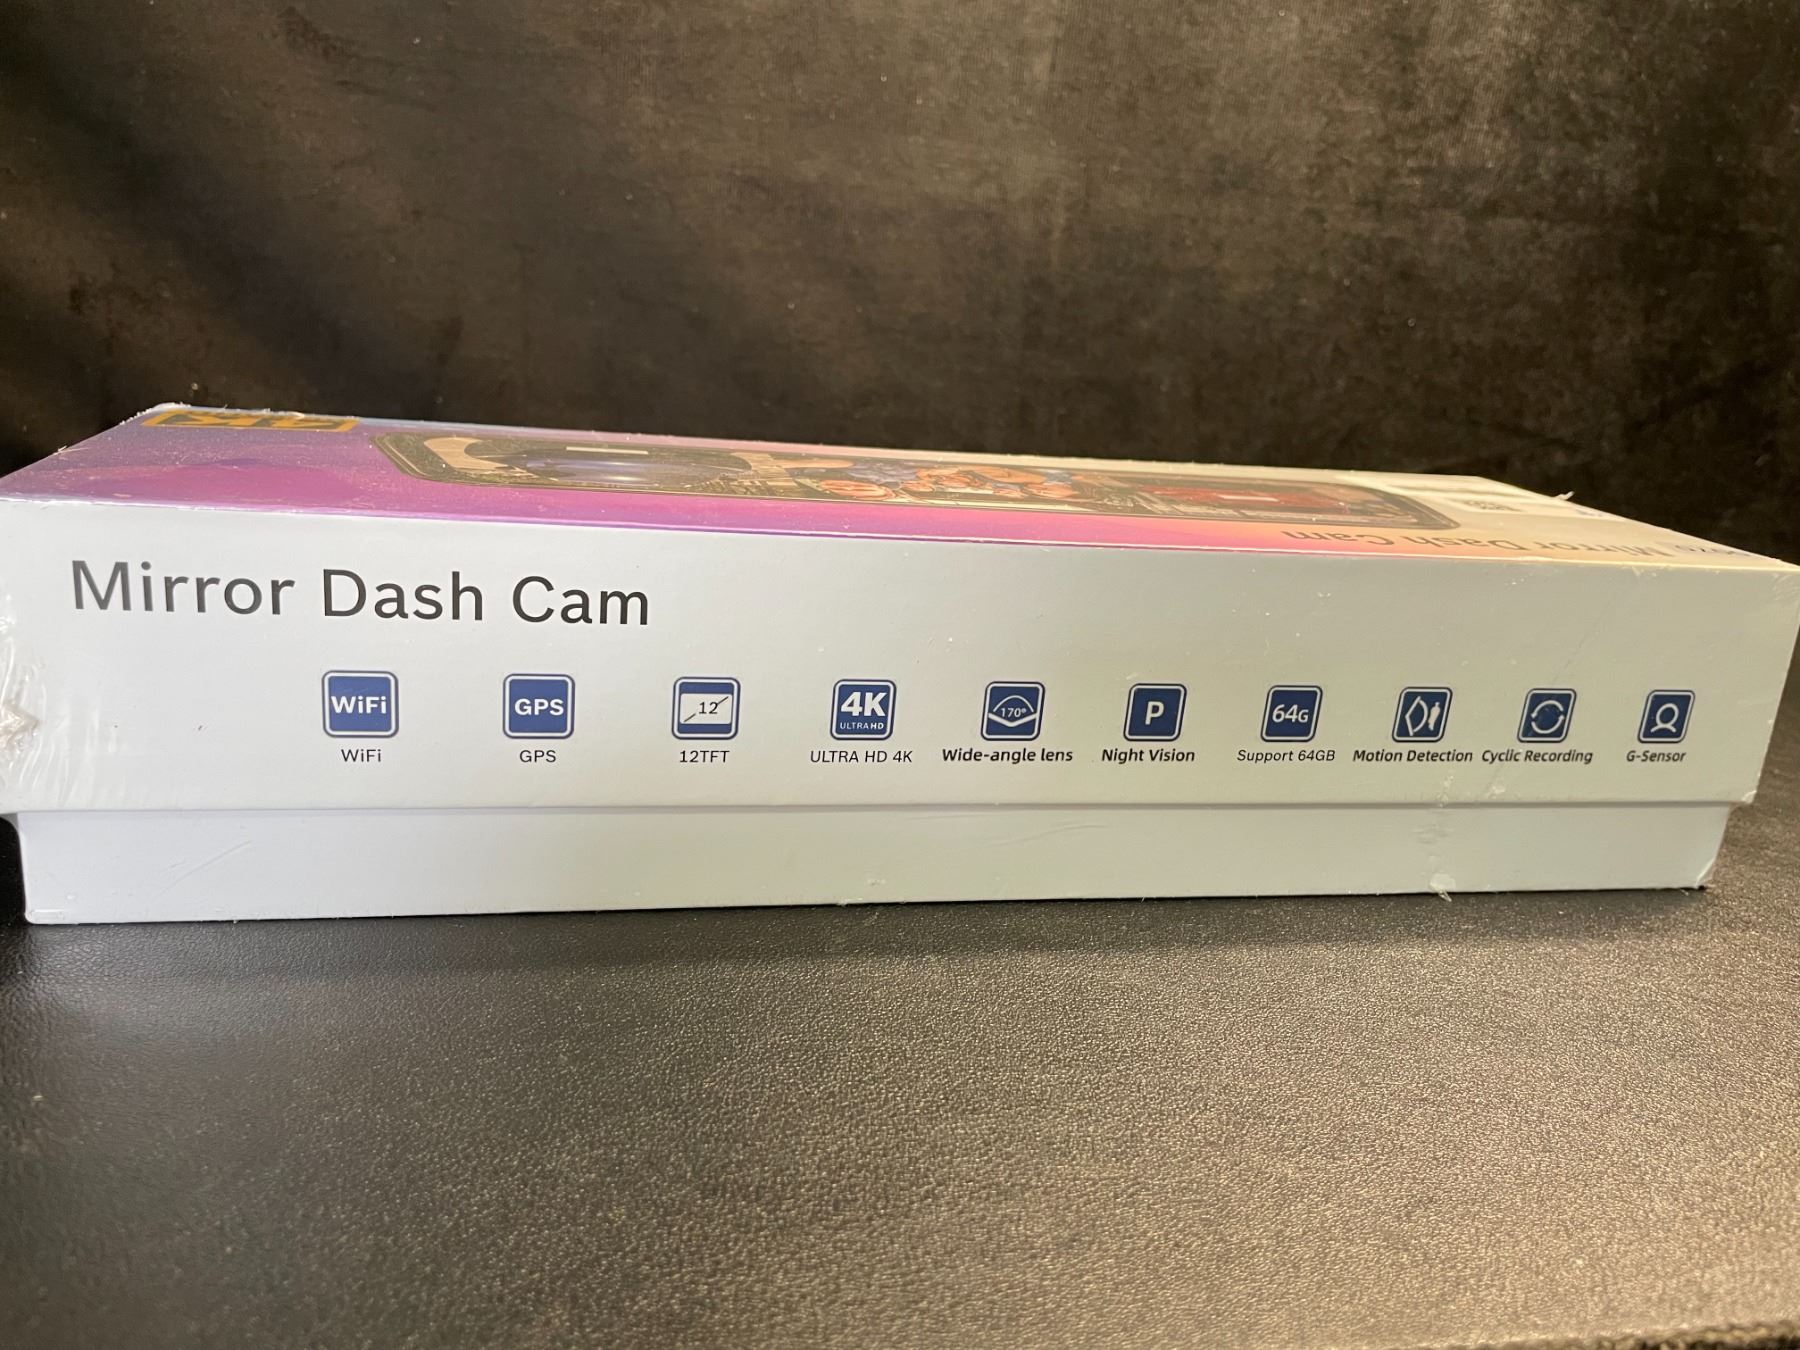 4K
Mirror Dash Cam
Mirror Dash Cam
WiFi GPS 12 4K ULTRA HD 170° P 64G
WiFi GPS 12TFT ULTRA HD 4K Wide-angle lens Night Vision Support 64GB Motion Detection Cyclic Recording G-Sensor